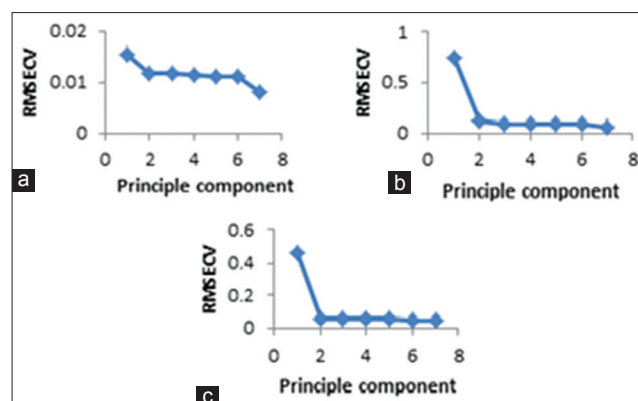 0.02
0.01
0
RMSECV
0 2 4 6 8
Principle component
a
1
0.5
0
RMSECV
0 2 4 6 8
Principle component
b
0.6
0.4
0.2
0
RMSECV
0 2 4 6 8
Principle component
c